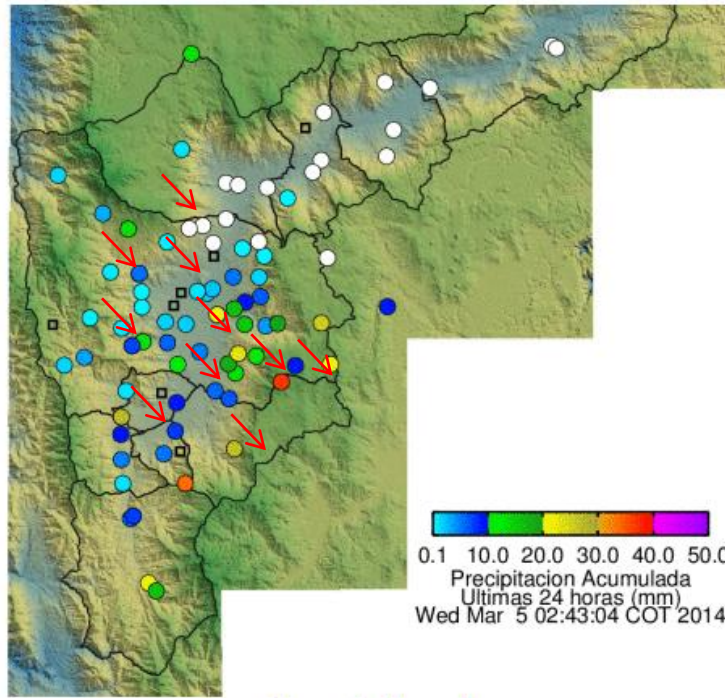 0.1 10.0 20.0 30.0 40.0 50.0
Precipitacion Acumulada
Ultimas 24 horas (mm)
Wed Mar 5 02:43:04 COT 2014